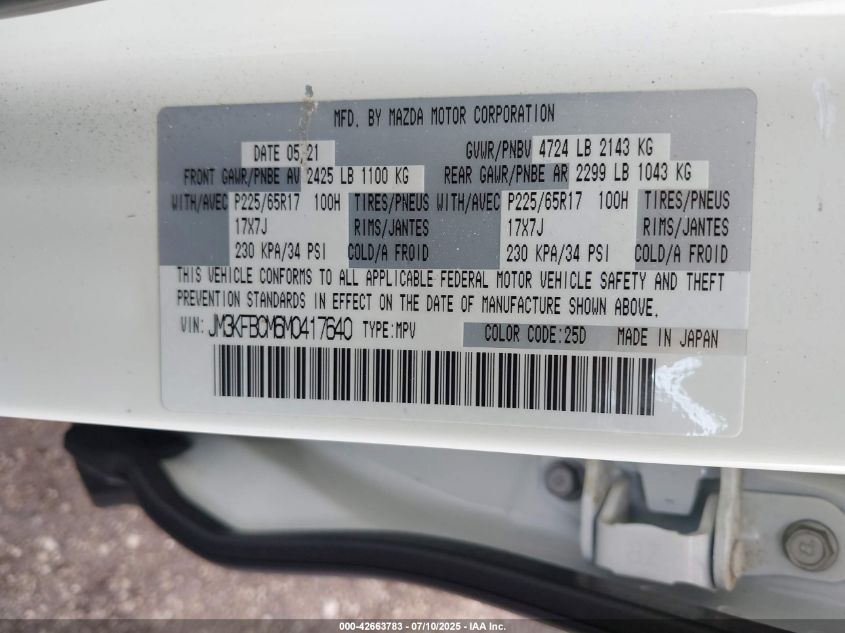 MFD. BY MAZDA MOTOR CORPORATION
DATE 05 21 GVWR/PNBV 4724 LB 2143 KG
FRONT GAWR/PNBE AV 2425 LB 1100 KG REAR GAWR/PNBE AR 2299 LB 1043 KG
WITH/AVEC P225/65R17 100H TIRES/PNEUS WITH/AVEC P225/65R17 100H TIRES/PNEUS
17X7J RIMS/JANTES 17X7J RIMS/JANTES
230 KPA/34 PSI COLD/A FROID 230 KPA/34 PSI COLD/A FROID
THIS VEHICLE CONFORMS TO ALL APPLICABLE FEDERAL MOTOR VEHICLE SAFETY AND THEFT
PREVENTION STANDARDS IN EFFECT ON THE DATE OF MANUFACTURE SHOWN ABOVE.
VIN: JM3KFBCM6M0417640 TYPE:MPV COLOR CODE:25D MADE IN JAPAN
8
000-42663783 - 07/10/2025 - IAA Inc.